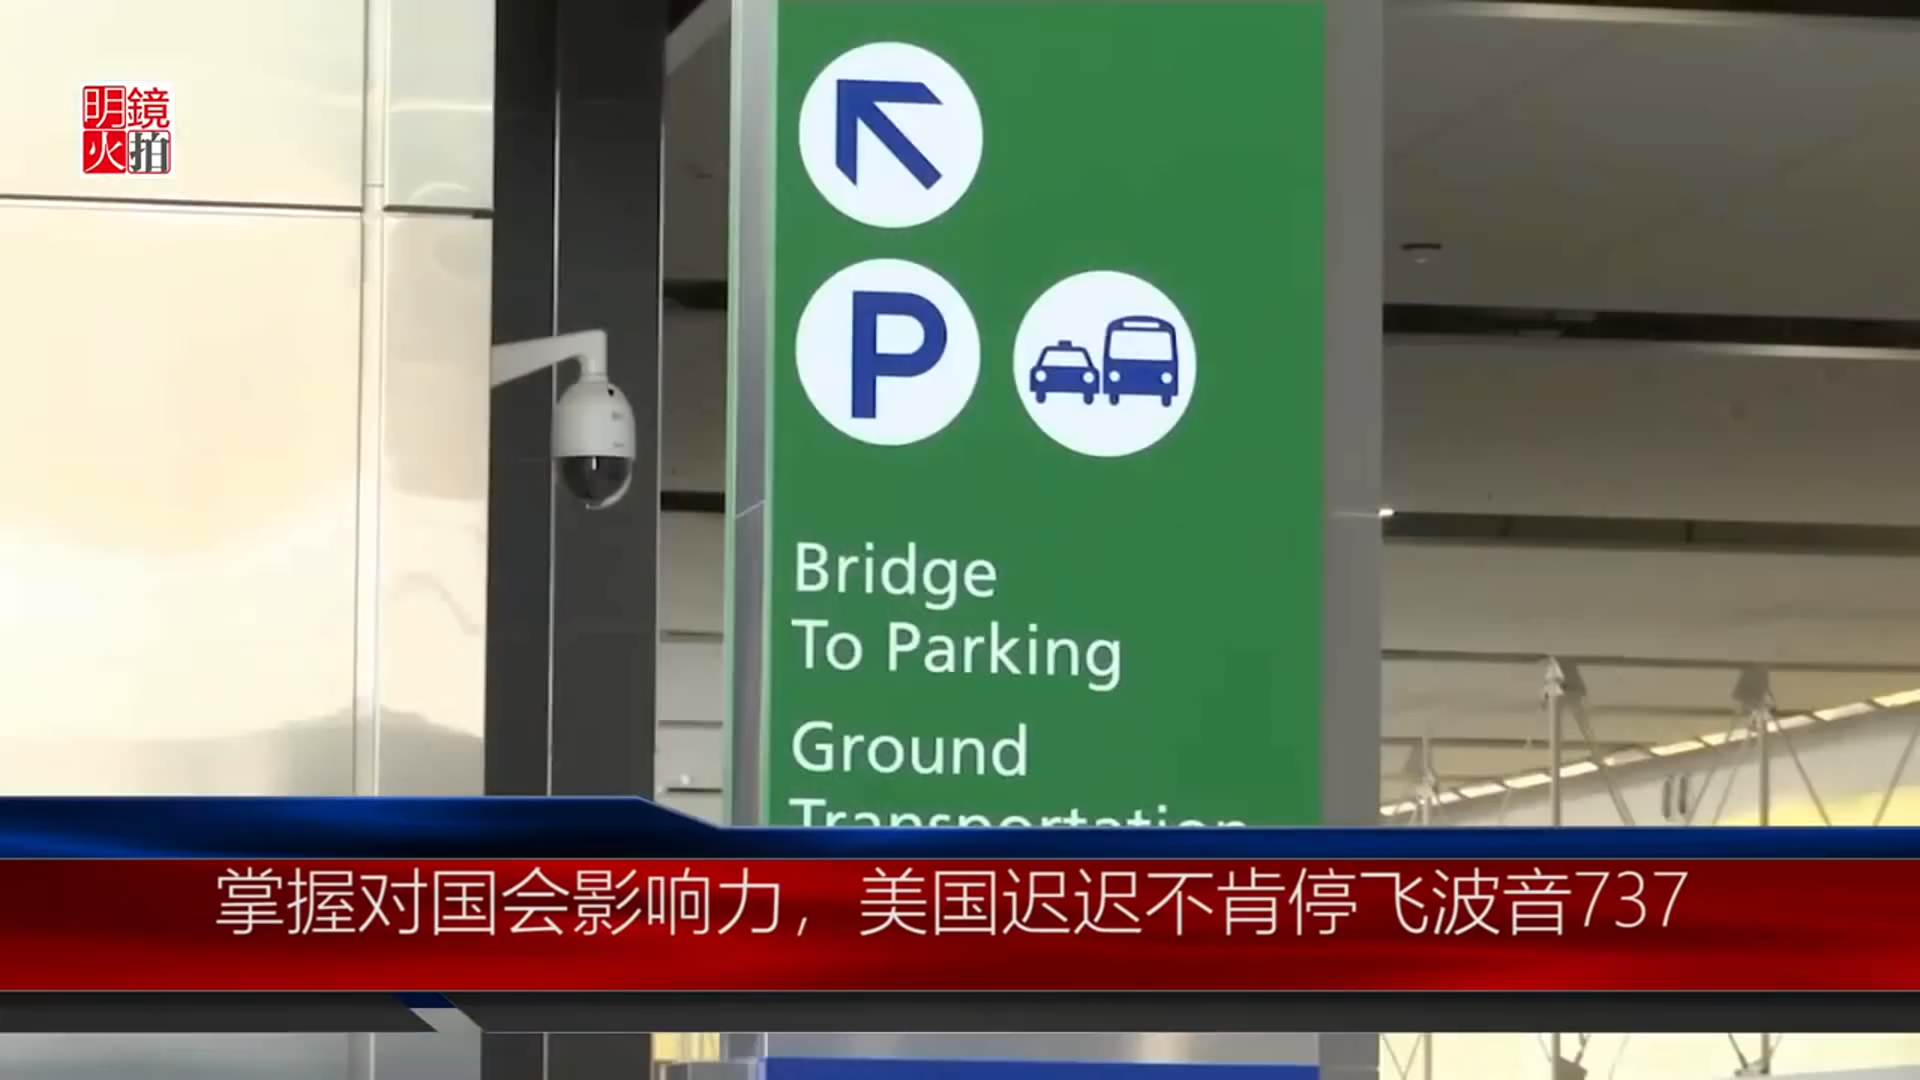 明鏡
火拍
P
Bridge
To Parking
Ground
Transportation
掌握对国会影响力，美国迟迟不肯停飞波音737